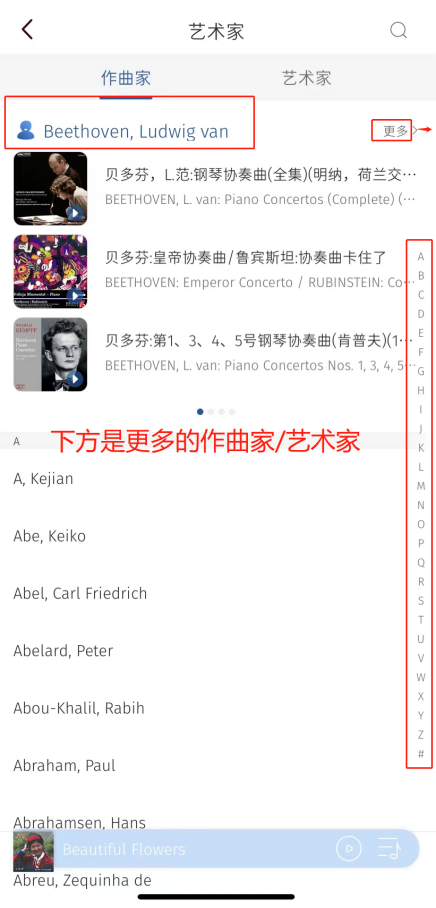 艺术家
作曲家
艺术家
Beethoven, Ludwig van
更多
贝多芬，L.范:钢琴协奏曲(全集)(明纳，荷兰交…
BEETHOVEN, L. van: Piano Concertos (Complete) (…
贝多芬:皇帝协奏曲/鲁宾斯坦:协奏曲卡住了
BEETHOVEN: Emperor Concerto / RUBINSTEIN: Co…
贝多芬:第1、3、4、5号钢琴协奏曲(肯普夫)(1…
BEETHOVEN, L. van: Piano Concertos Nos. 1, 3, 4, 5…
A
下方是更多的作曲家/艺术家
A, Kejian
Abe, Keiko
Abel, Carl Friedrich
Abelard, Peter
Abou-Khalil, Rabih
Abraham, Paul
Abrahamsen, Hans
Beautiful Flowers
Abreu, Zequinha de
A
B
C
D
E
F
G
H
I
J
K
L
M
N
O
P
Q
R
S
T
U
V
W
X
Y
Z
#